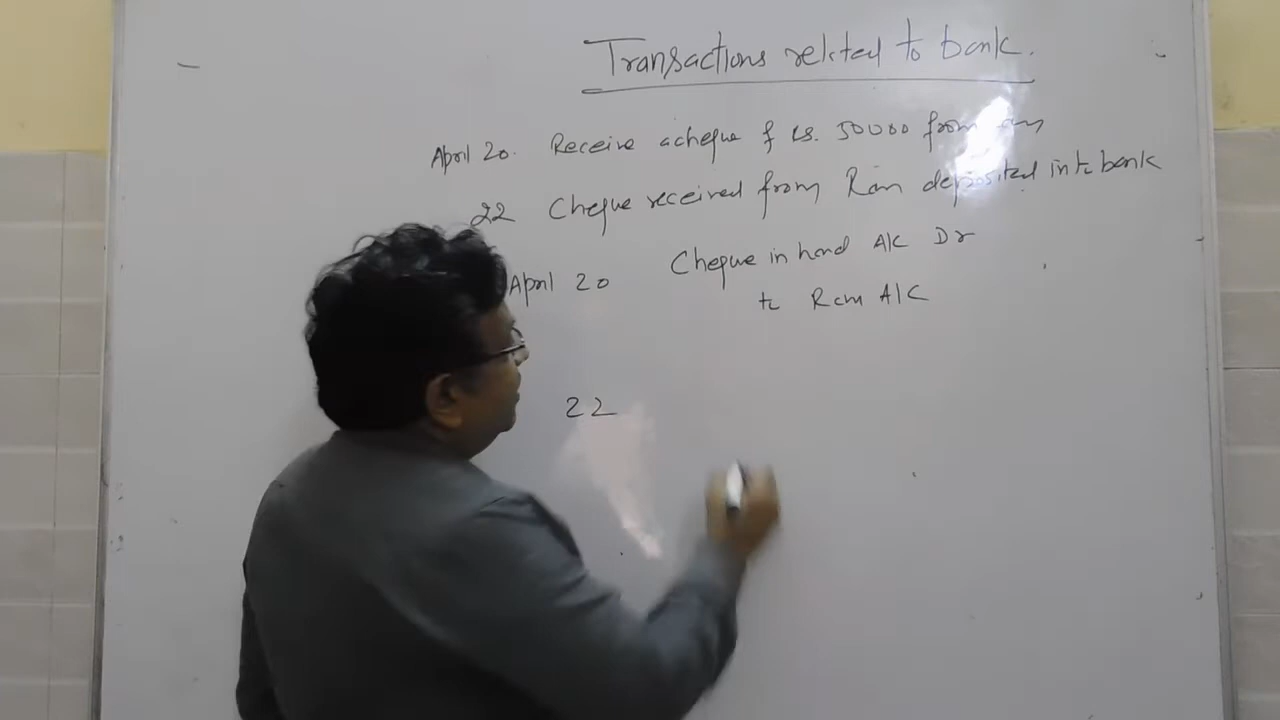 Transactions related to bank.
April 20. Receive a cheque of Rs. 50000 from
22 Cheque received from Ram deposited into bank
April 20 Cheque in hand A/C Dr
to Ram A/C
22